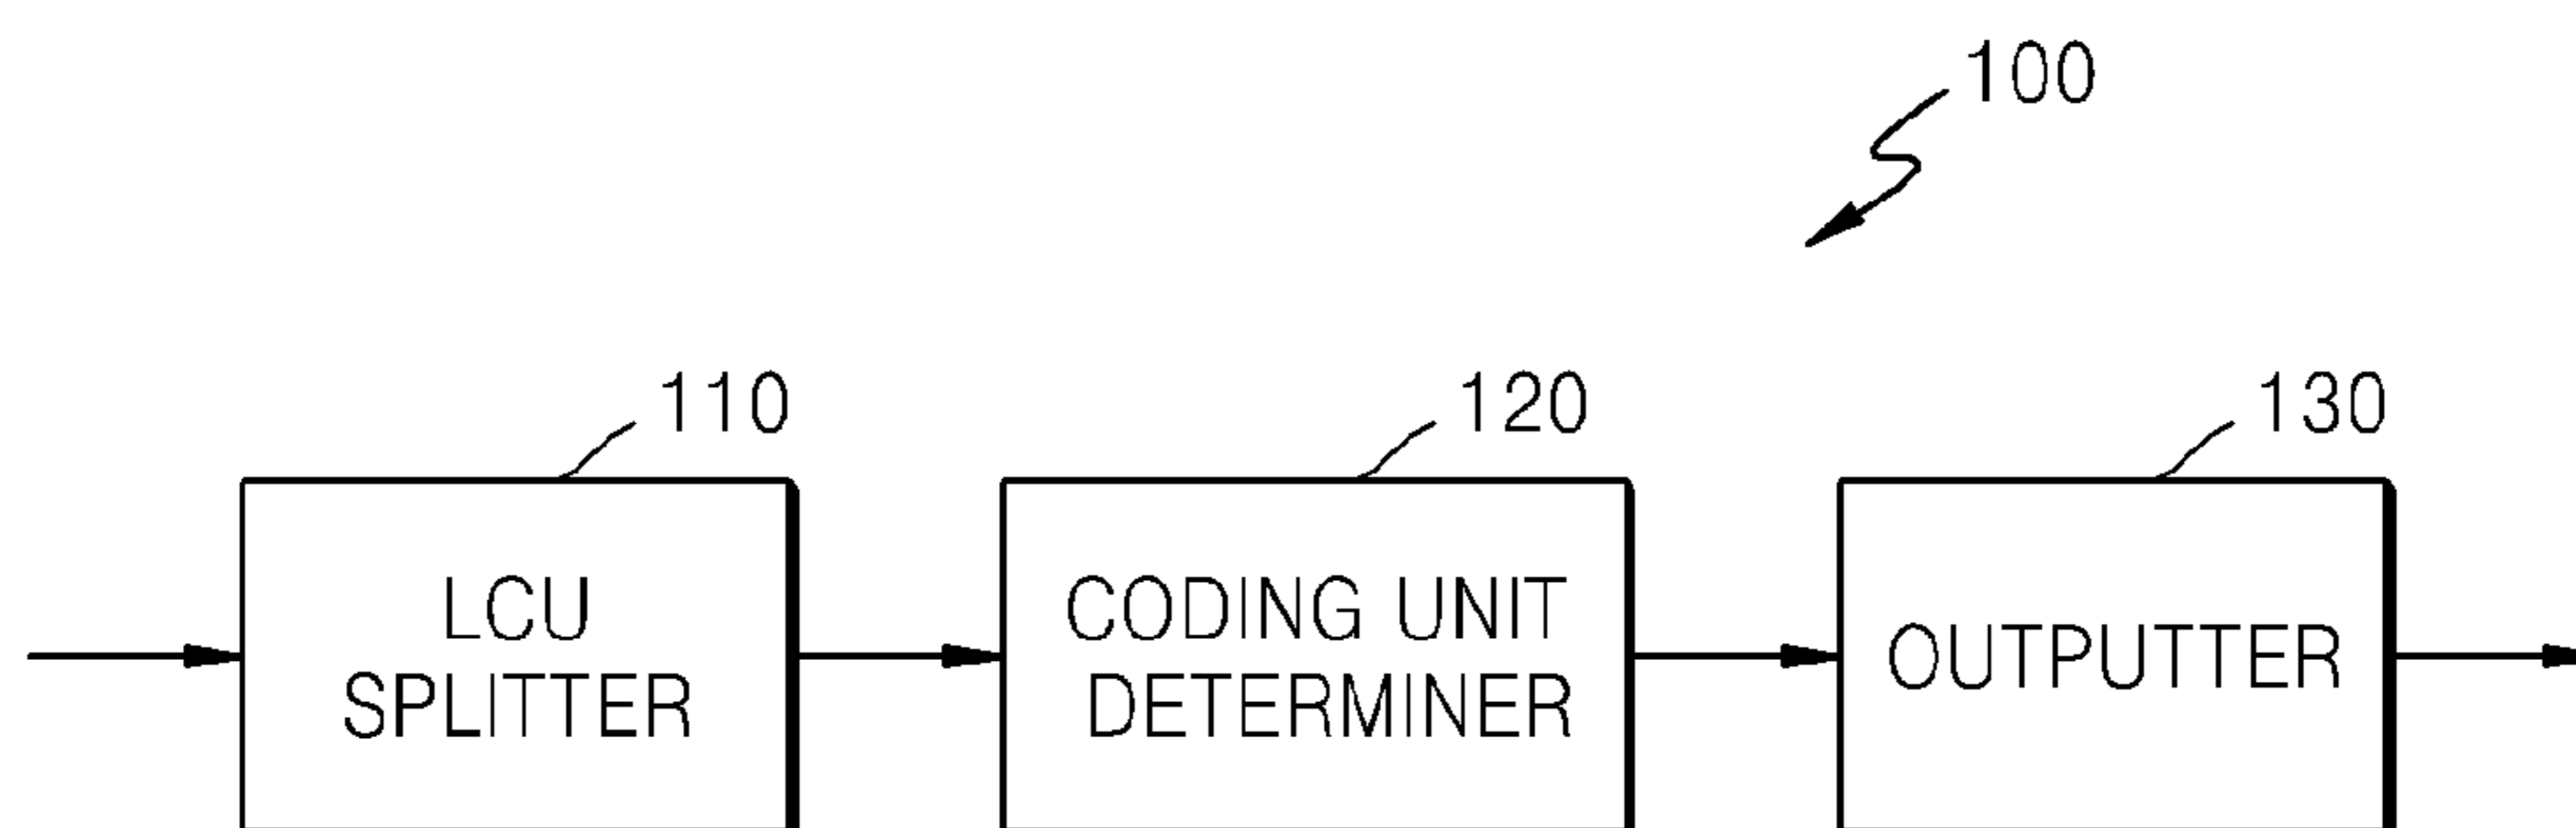 100
110
120
130
LCU
SPLITTER
CODING UNIT
DETERMINER
OUTPUTTER